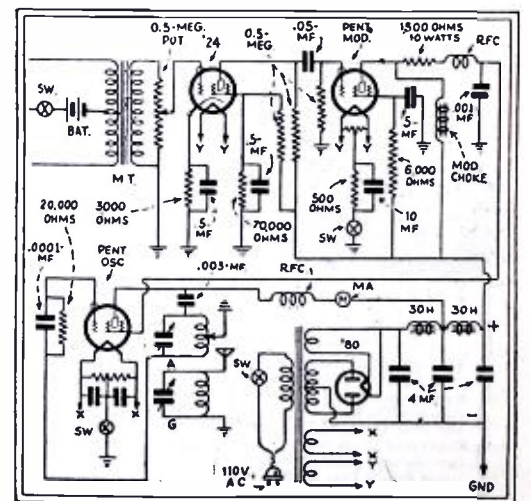 0.5-MEG.
POT
'24
0.5-
MEG.
.05-
MF
PENT
MOD.
1,500 OHMS
10 WATTS
RFC
SW.
BAT.
M T
Y
Y
.5-
MF
Y
Y
.5-
MF
.001-
MF
MOD
CHOKE
20,000
OHMS
3000
OHMS
.5-
MF
70,000
OHMS
500
OHMS
SW
10
MF
6,000
OHMS
.0001-
MF
PENT
OSC
RFC
MA
M
A
G
X
X
SW
SW
'80
30H
30H
+
4 MF
-
X
X
Y
Y
110V
AC
GND